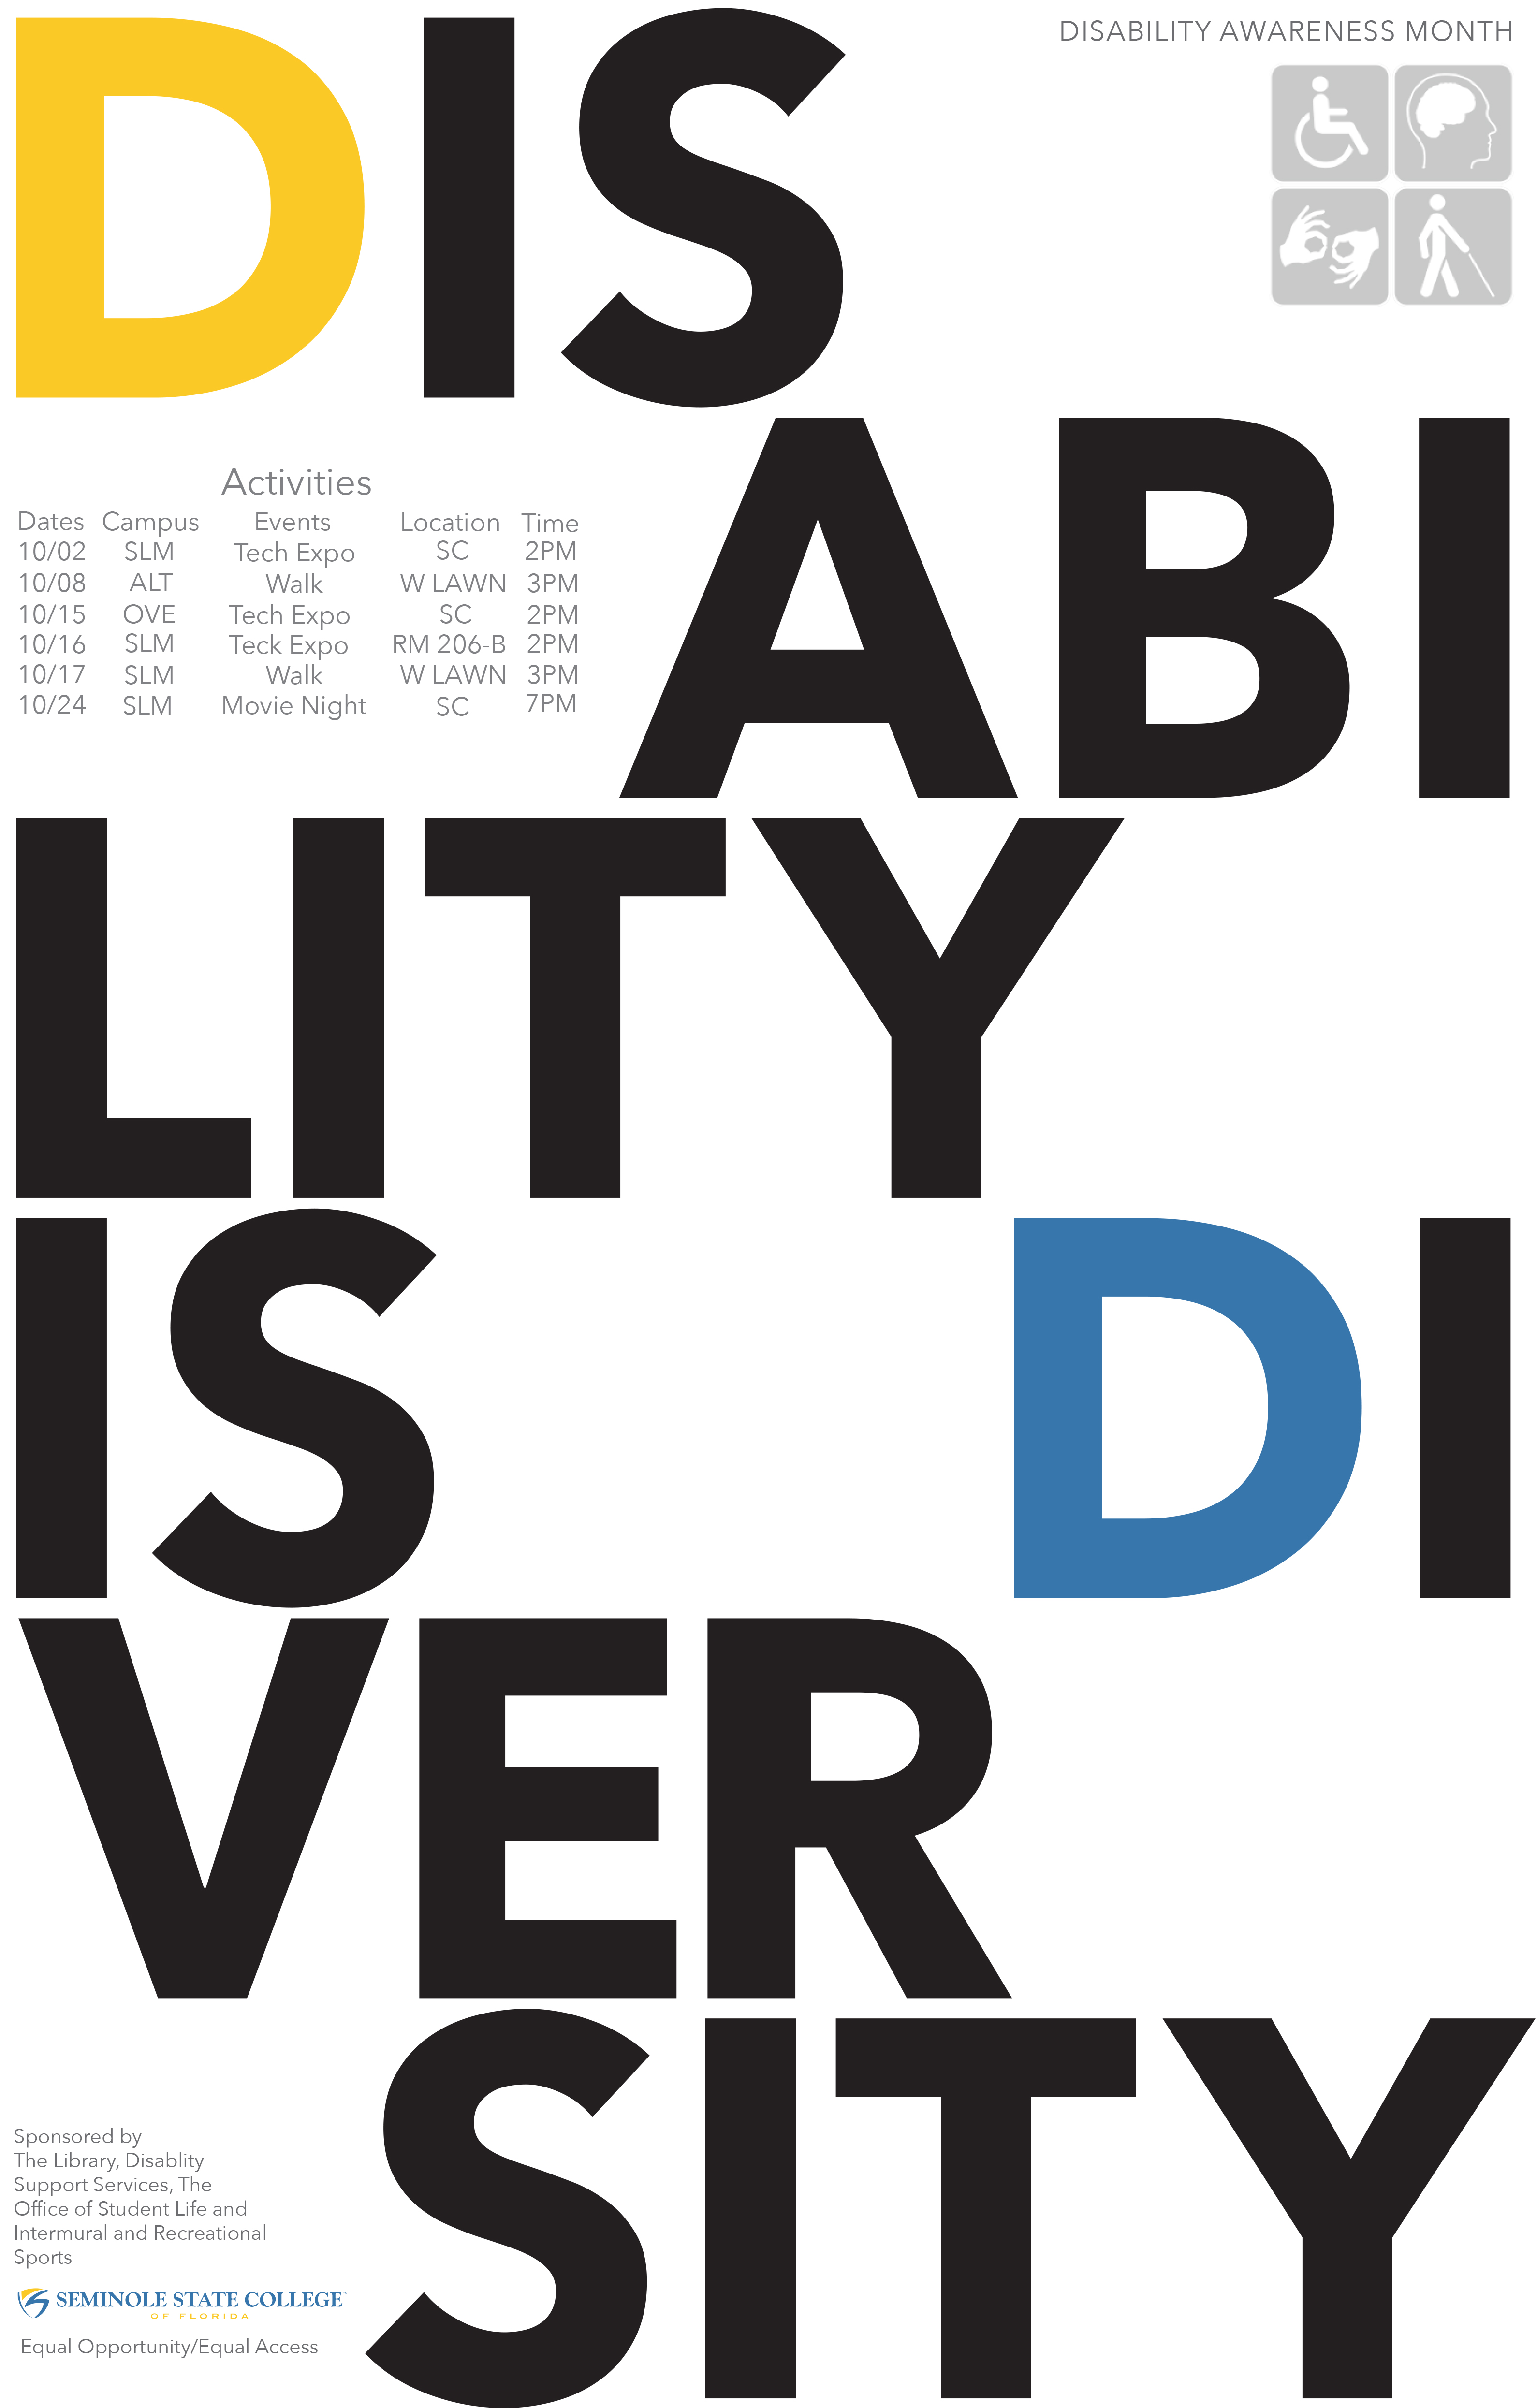 DIS
DISABILITY AWARENESS MONTH
ABI
Activities
Dates Campus Events Location Time
10/02 SLM Tech Expo SC 2PM
10/08 ALT Walk W LAWN 3PM
10/15 OVE Tech Expo SC 2PM
10/16 SLM Teck Expo RM 206-B 2PM
10/17 SLM Walk W LAWN 3PM
10/24 SLM Movie Night SC 7PM
LITY
IS DI
VER
SITY
Sponsored by
The Library, Disablity
Support Services, The
Office of Student Life and
Intermural and Recreational
Sports
SEMINOLE STATE COLLEGE
OF FLORIDA
Equal Opportunity/Equal Access